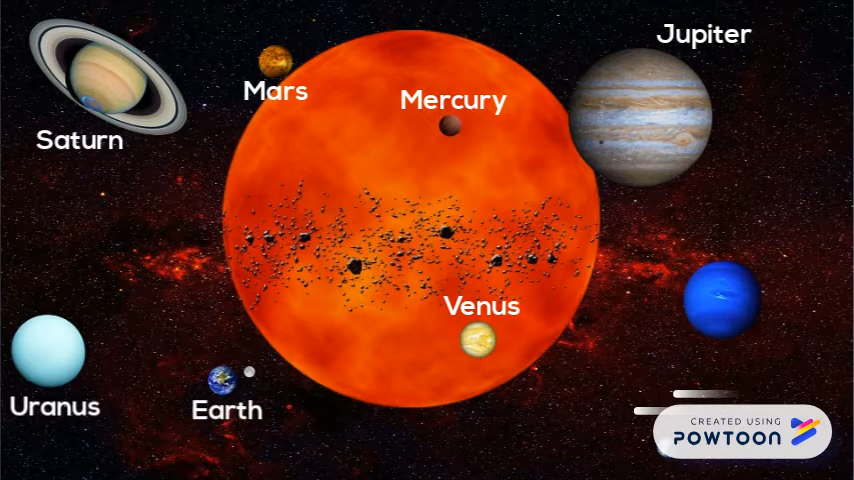 Jupiter
Mars
Mercury
Saturn
Venus
Uranus
Earth
CREATED USING
POWTOON